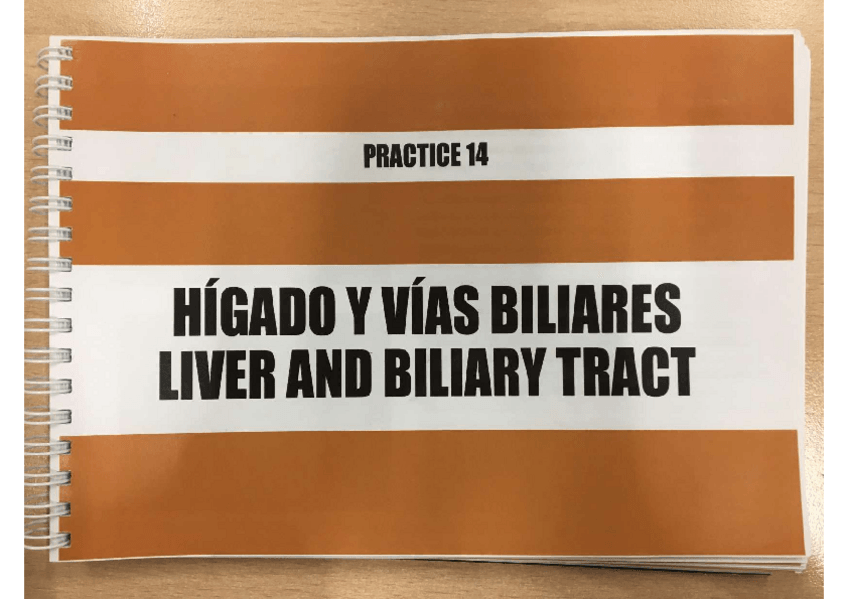 PRACTICE 14
HÍGADO Y VÍAS BILIARES
LIVER AND BILIARY TRACT